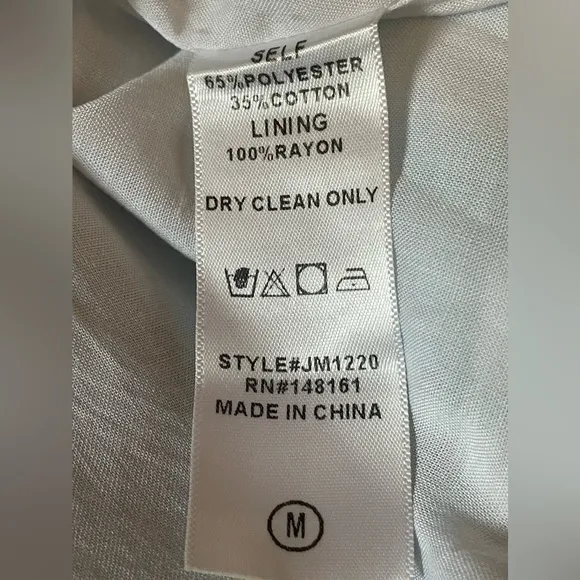 SELF
65%POLYESTER
35%COTTON
LINING
100%RAYON
DRY CLEAN ONLY
STYLE#JM1220
RN#148161
MADE IN CHINA
M